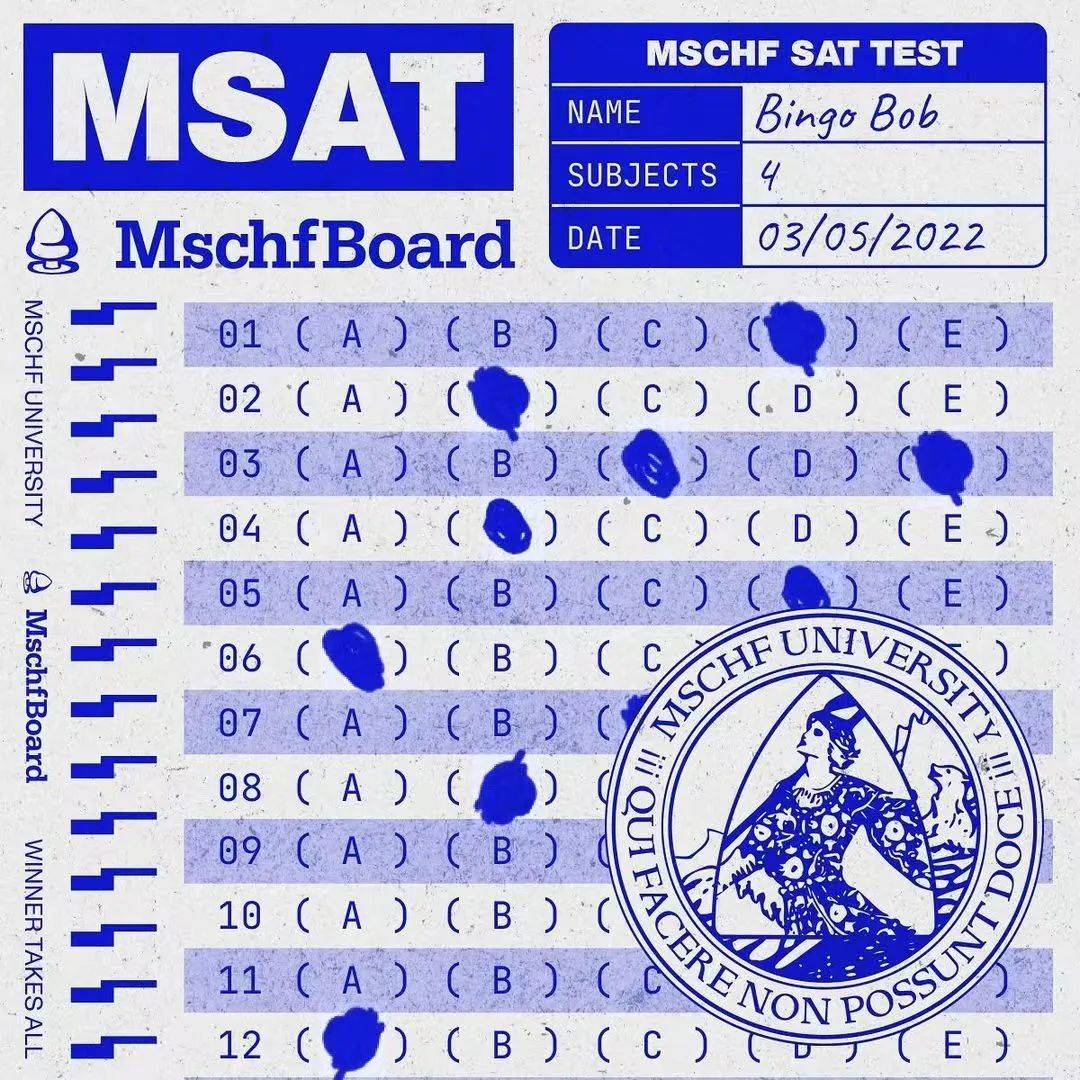 MSAT
MSCHF SAT TEST
NAME Bingo Bob
SUBJECTS 4
DATE 03/05/2022
MschfBoard
MSCHF UNIVERSITY
MschfBoard
WINNER TAKES ALL
01 ( A ) ( B ) ( C ) ( ) ( E )
02 ( A ) ( ) ( C ) ( D ) ( E )
03 ( A ) ( B ) ( ) ( D ) ( )
04 ( A ) ( ) ( C ) ( D ) ( E )
05 ( A ) ( B ) ( C ) ( ) ( E )
06 ( ) ( B ) ( C )
07 ( A ) ( B ) (
08 ( A ) ( ) (
09 ( A ) ( B ) (
10 ( A ) ( B ) (
11 ( A ) ( B ) ( C )
12 ( ) ( B ) ( C ) ( D ) ( E )
MSCHF UNIVERSITY
!!! QUI FACERE NON POSSUNT DOCE !!!